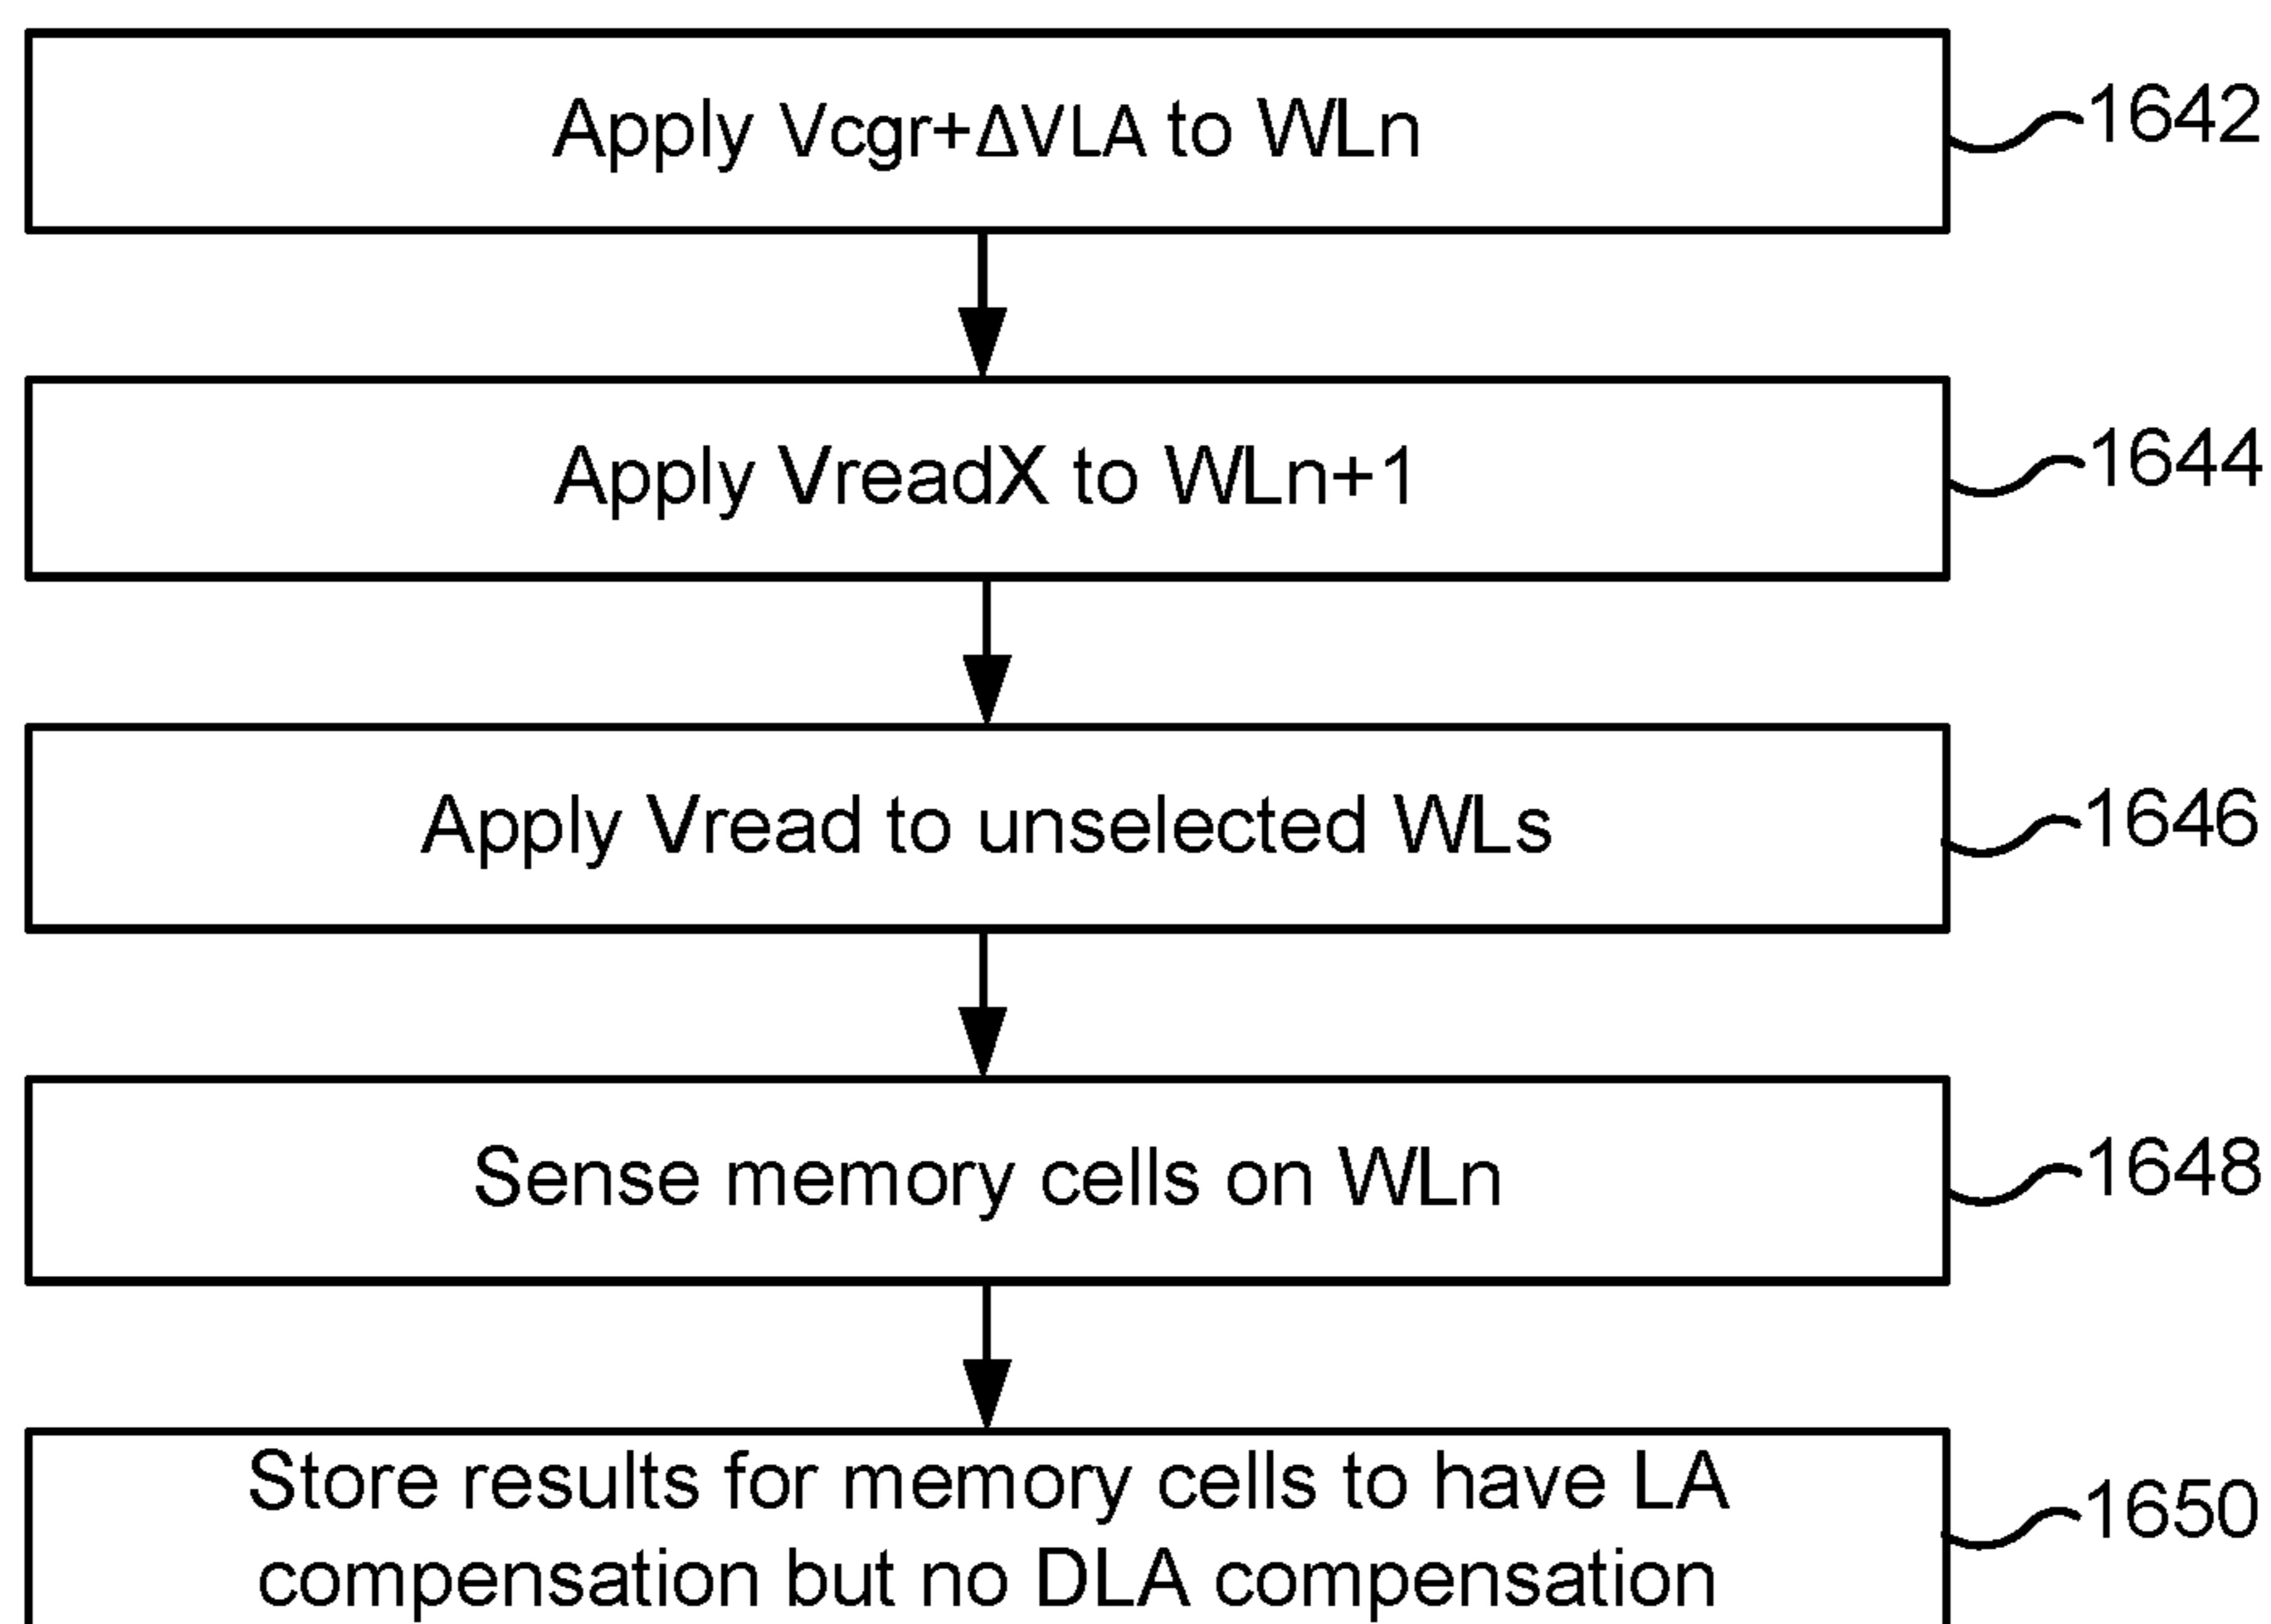 Apply Vcgr+ΔVLA to WLn
1642
Apply VreadX to WLn+1
1644
Apply Vread to unselected WLs
1646
Sense memory cells on WLn
1648
Store results for memory cells to have LA
compensation but no DLA compensation
1650